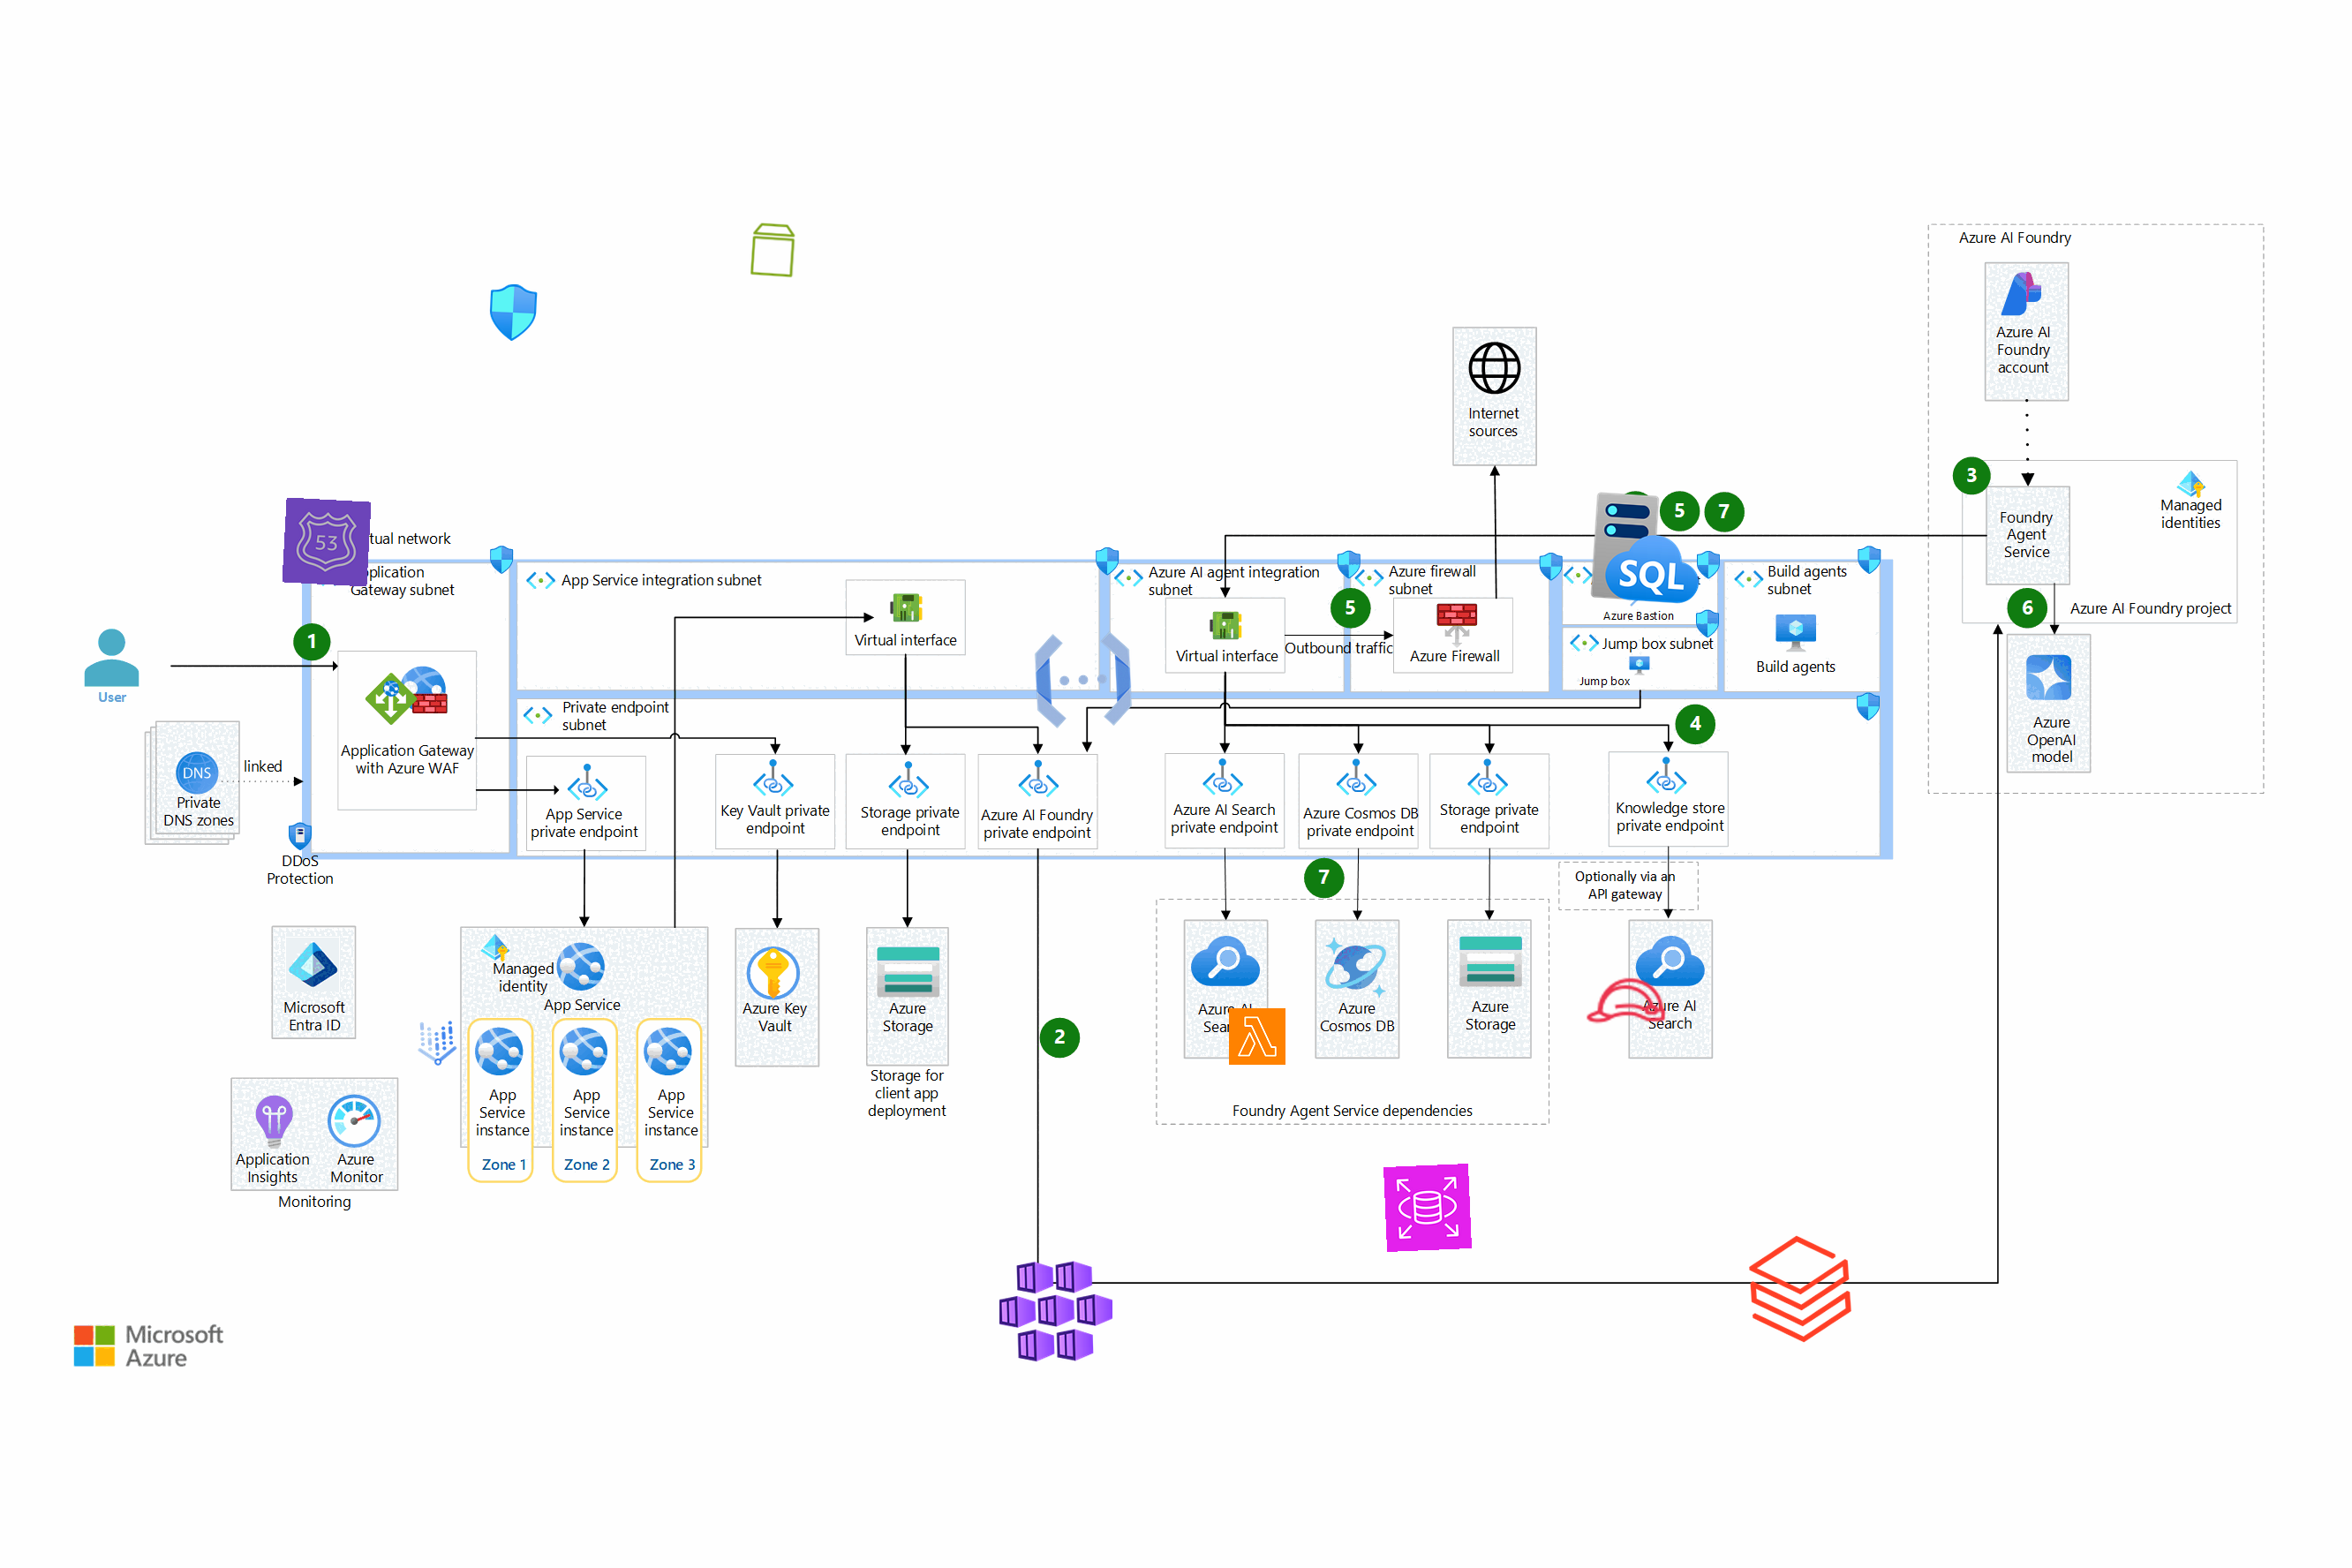 Azure AI Foundry
Azure AI
Foundry
account
Internet
sources
3
Managed
identities
Foundry
Agent
Service
5
7
53
tual network
pplication
Gateway subnet
App Service integration subnet
Azure AI agent integration
subnet
Azure firewall
subnet
SQL
Build agents
subnet
Azure Bastion
5
6
Azure AI Foundry project
1
Virtual interface
Virtual interface
Outbound traffic
Azure Firewall
Jump box subnet
Jump box
Build agents
User
Private endpoint
subnet
4
Azure
OpenAI
model
Application Gateway
with Azure WAF
linked
DNS
Private
DNS zones
App Service
private endpoint
Key Vault private
endpoint
Storage private
endpoint
Azure AI Foundry
private endpoint
Azure AI Search
private endpoint
Azure Cosmos DB
private endpoint
Storage private
endpoint
Knowledge store
private endpoint
DDoS
Protection
7
Optionally via an
API gateway
Microsoft
Entra ID
Managed
identity
App Service
Azure Key
Vault
Azure
Storage
Storage for
client app
deployment
2
Azure AI
Sear
Azure
Cosmos DB
Azure
Storage
Azure AI
Search
App
Service
instance
App
Service
instance
App
Service
instance
Zone 1
Zone 2
Zone 3
Foundry Agent Service dependencies
Application
Insights
Azure
Monitor
Monitoring
Microsoft
Azure